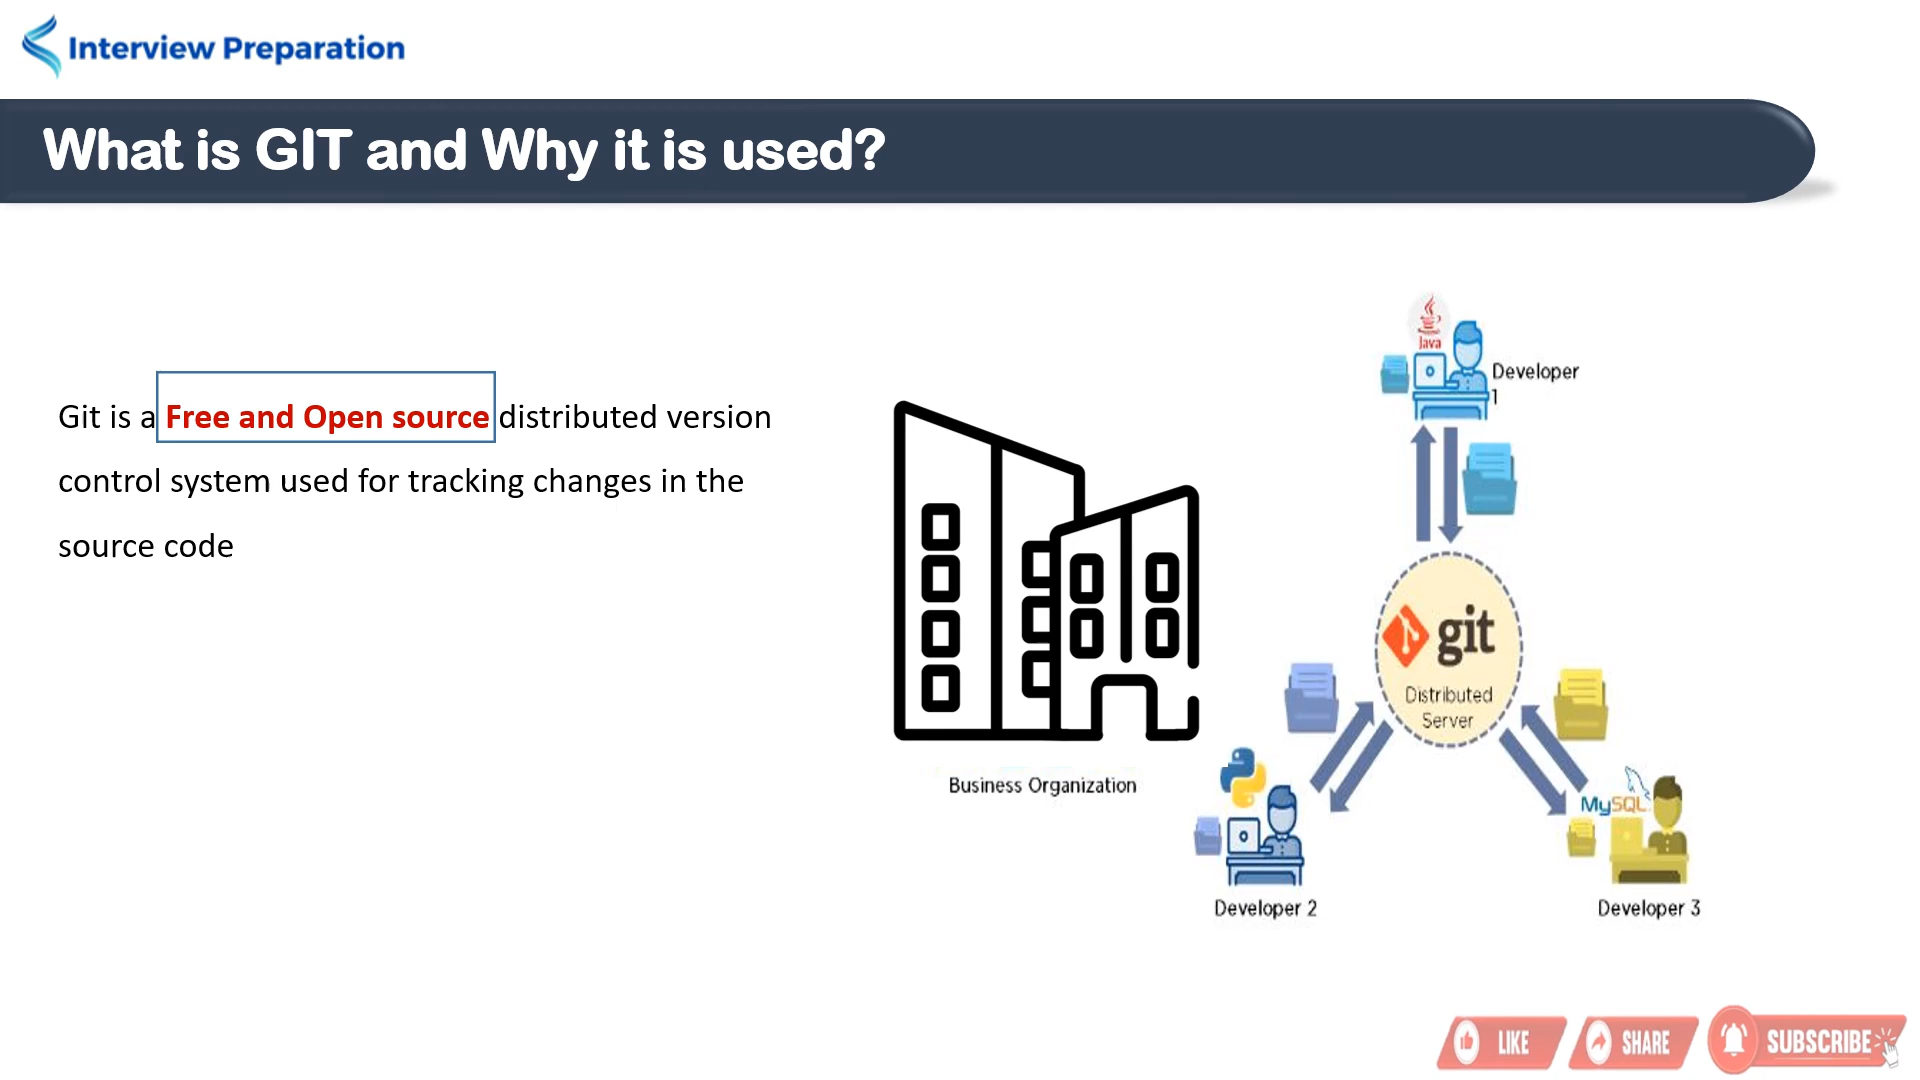 Interview Preparation
What is GIT and Why it is used?
Git is a Free and Open source distributed version
control system used for tracking changes in the
source code
Java
Developer
1
git
Distributed
Server
Business Organization
MySQL
Developer 2
Developer 3
LIKE
SHARE
SUBSCRIBE